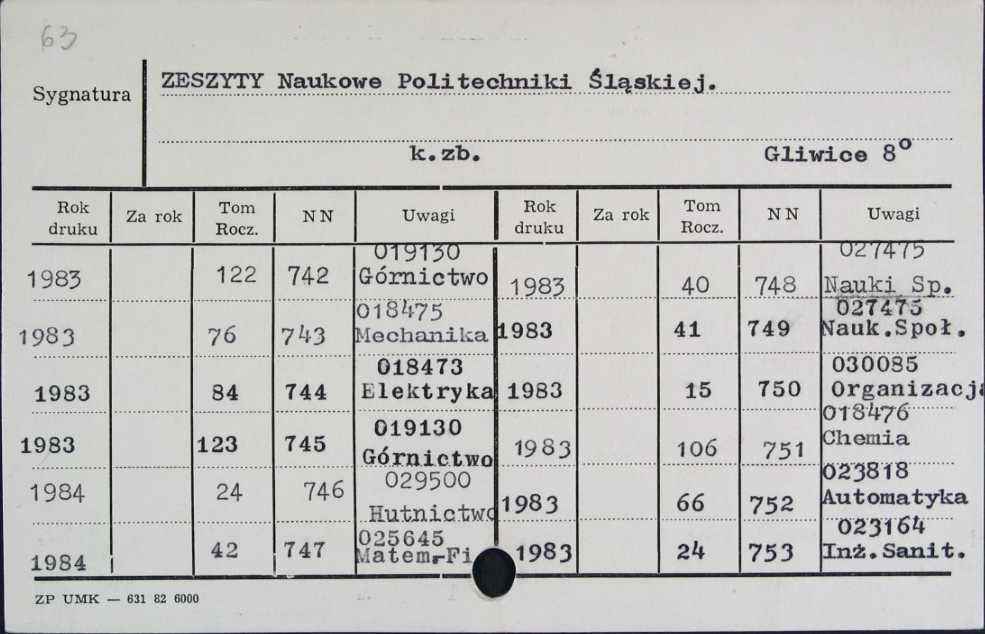 63
Sygnatura
ZESZYTY Naukowe Politechniki Śląskiej.
k.zb. Gliwice 8°
Rok druku Za rok Tom Rocz. NN Uwagi Rok druku Za rok Tom Rocz. NN Uwagi
1983 122 742 019130 Górnictwo 1983 40 748 027475 Nauki Sp.
1983 76 743 018475 Mechanika 1983 41 749 027475 Nauk.Społ.
1983 84 744 018473 Elektryka 1983 15 750 030085 Organizacja
1983 123 745 019130 Górnictwo 1983 106 751 018476 Chemia
1984 24 746 029500 Hutnictwo 1983 66 752 023818 Automatyka
1984 42 747 025645 Matem.-Fi 1983 24 753 023164 Inż.Sanit.
ZP UMK — 631 82 6000